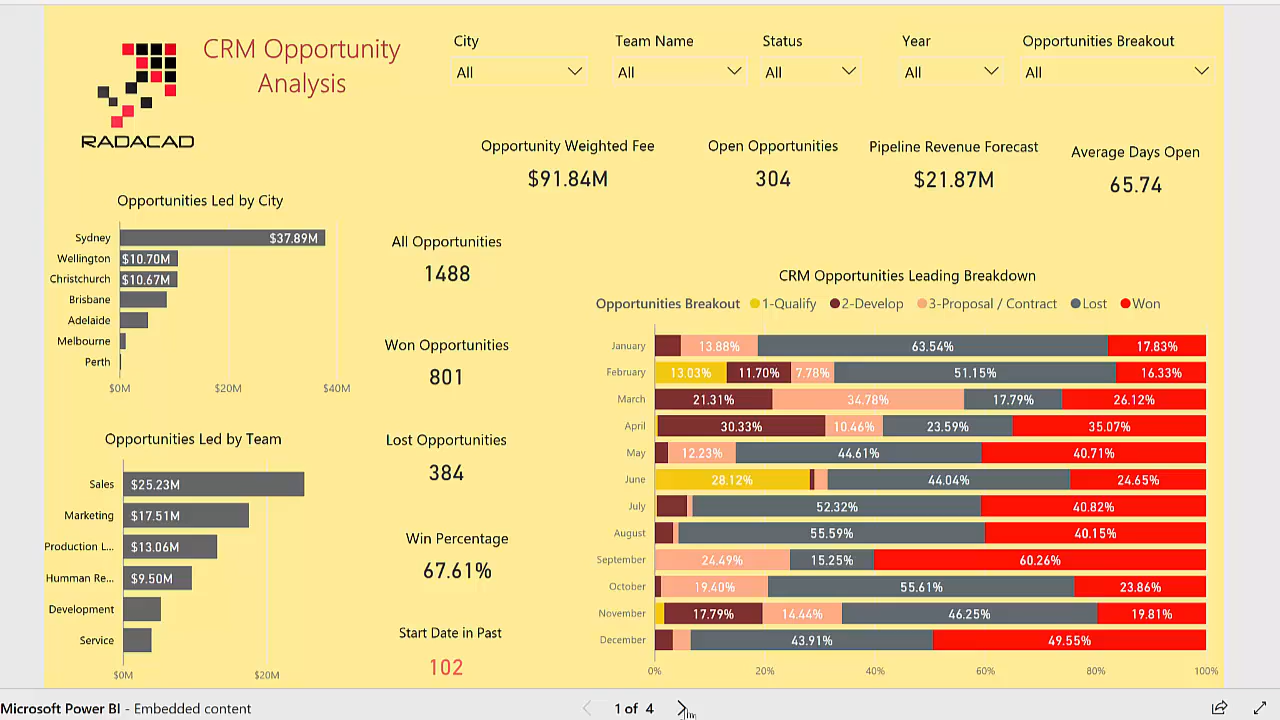 RADACAD
CRM Opportunity
Analysis
City
All
Team Name
All
Status
All
Year
All
Opportunities Breakout
All
Opportunity Weighted Fee
$91.84M
Open Opportunities
304
Pipeline Revenue Forecast
$21.87M
Average Days Open
65.74
Opportunities Led by City
Sydney $37.89M
Wellington $10.70M
Christchurch $10.67M
Brisbane
Adelaide
Melbourne
Perth
$0M $20M $40M
All Opportunities
1488
Won Opportunities
801
Lost Opportunities
384
Win Percentage
67.61%
Start Date in Past
102
Opportunities Led by Team
Sales $25.23M
Marketing $17.51M
Production L... $13.06M
Humman Re... $9.50M
Development
Service
$0M $20M
CRM Opportunities Leading Breakdown
Opportunities Breakout 1-Qualify 2-Develop 3-Proposal / Contract Lost Won
January 13.88% 63.54% 17.83%
February 13.03% 11.70% 7.78% 51.15% 16.33%
March 21.31% 34.78% 17.79% 26.12%
April 30.33% 10.46% 23.59% 35.07%
May 12.23% 44.61% 40.71%
June 28.12% 44.04% 24.65%
July 52.32% 40.82%
August 55.59% 40.15%
September 24.49% 15.25% 60.26%
October 19.40% 55.61% 23.86%
November 17.79% 14.44% 46.25% 19.81%
December 43.91% 49.55%
0% 20% 40% 60% 80% 100%
Microsoft Power BI - Embedded content
1 of 4